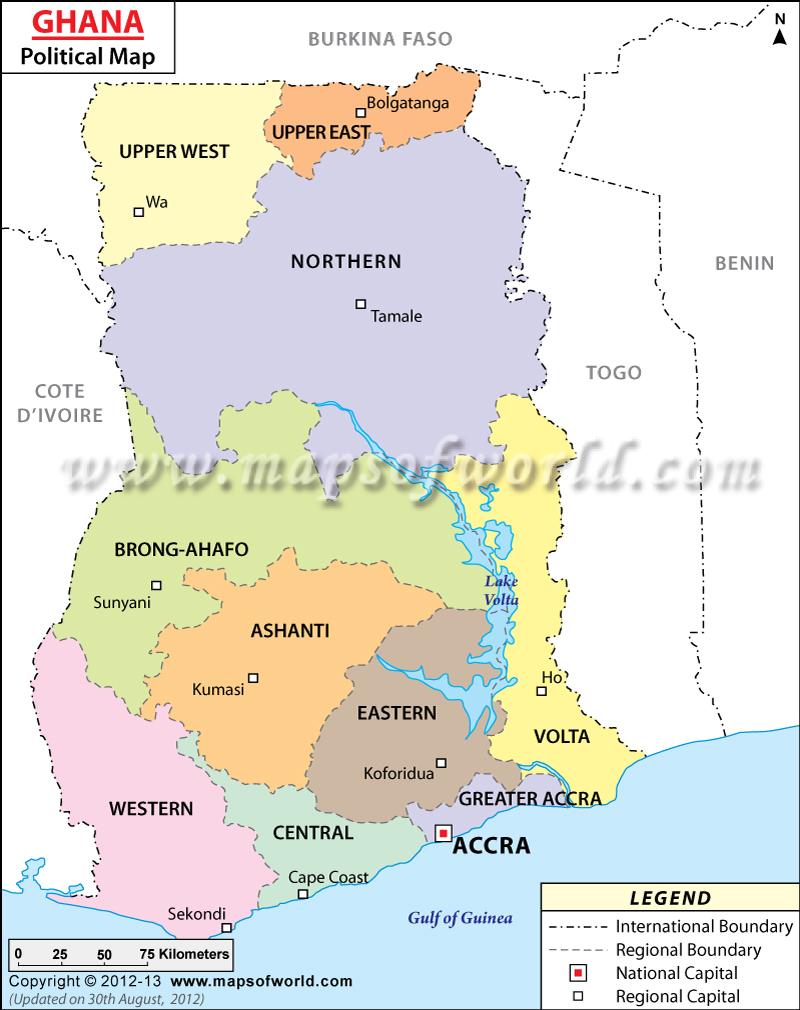 GHANA
Political Map
N
BURKINA FASO
Bolgatanga
UPPER EAST
UPPER WEST
Wa
NORTHERN
BENIN
Tamale
TOGO
COTE
D'IVOIRE
www.mapsofworld.com
BRONG-AHAFO
Lake
Volta
Sunyani
ASHANTI
Kumasi
Ho
EASTERN
VOLTA
Koforidua
GREATER ACCRA
WESTERN
CENTRAL
ACCRA
Cape Coast
Sekondi
Gulf of Guinea
LEGEND
International Boundary
Regional Boundary
National Capital
Regional Capital
0 25 50 75 Kilometers
Copyright © 2012-13 www.mapsofworld.com
(Updated on 30th August, 2012)